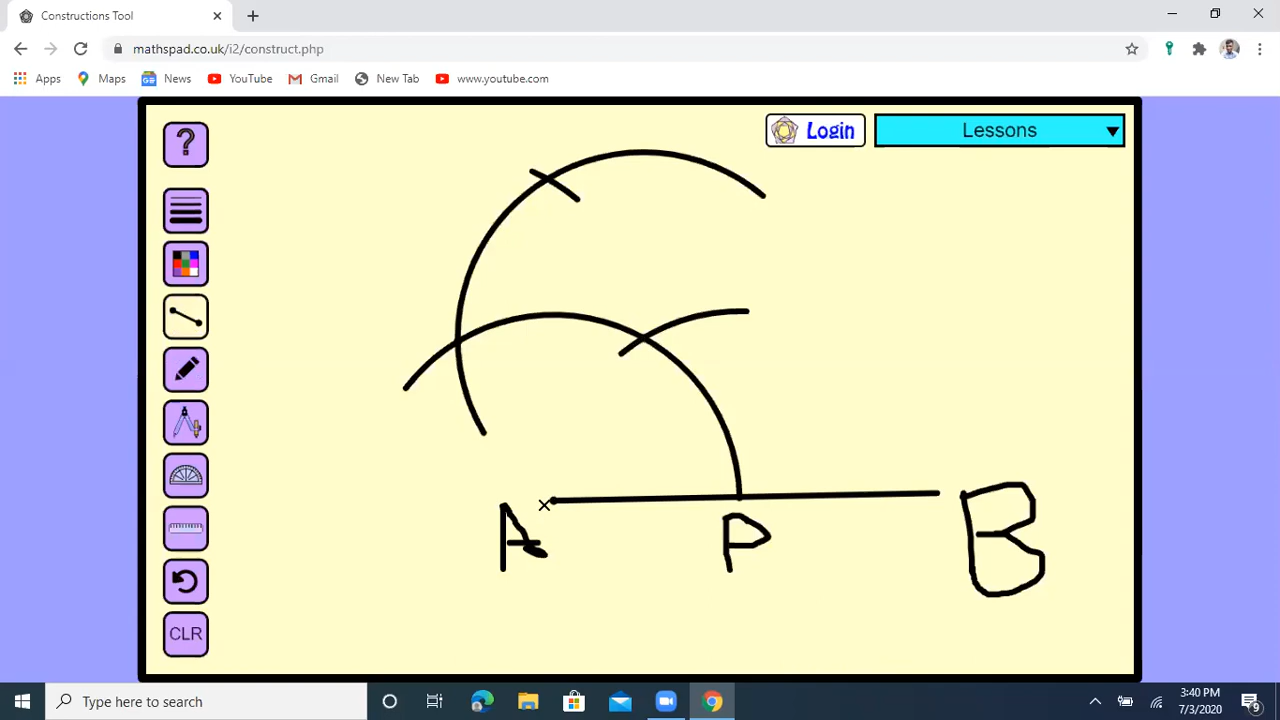 Constructions Tool
mathspad.co.uk/i2/construct.php
Apps Maps News YouTube Gmail New Tab www.youtube.com
? Login Lessons
A P B
CLR
Type here to search
3:40 PM
7/3/2020
9